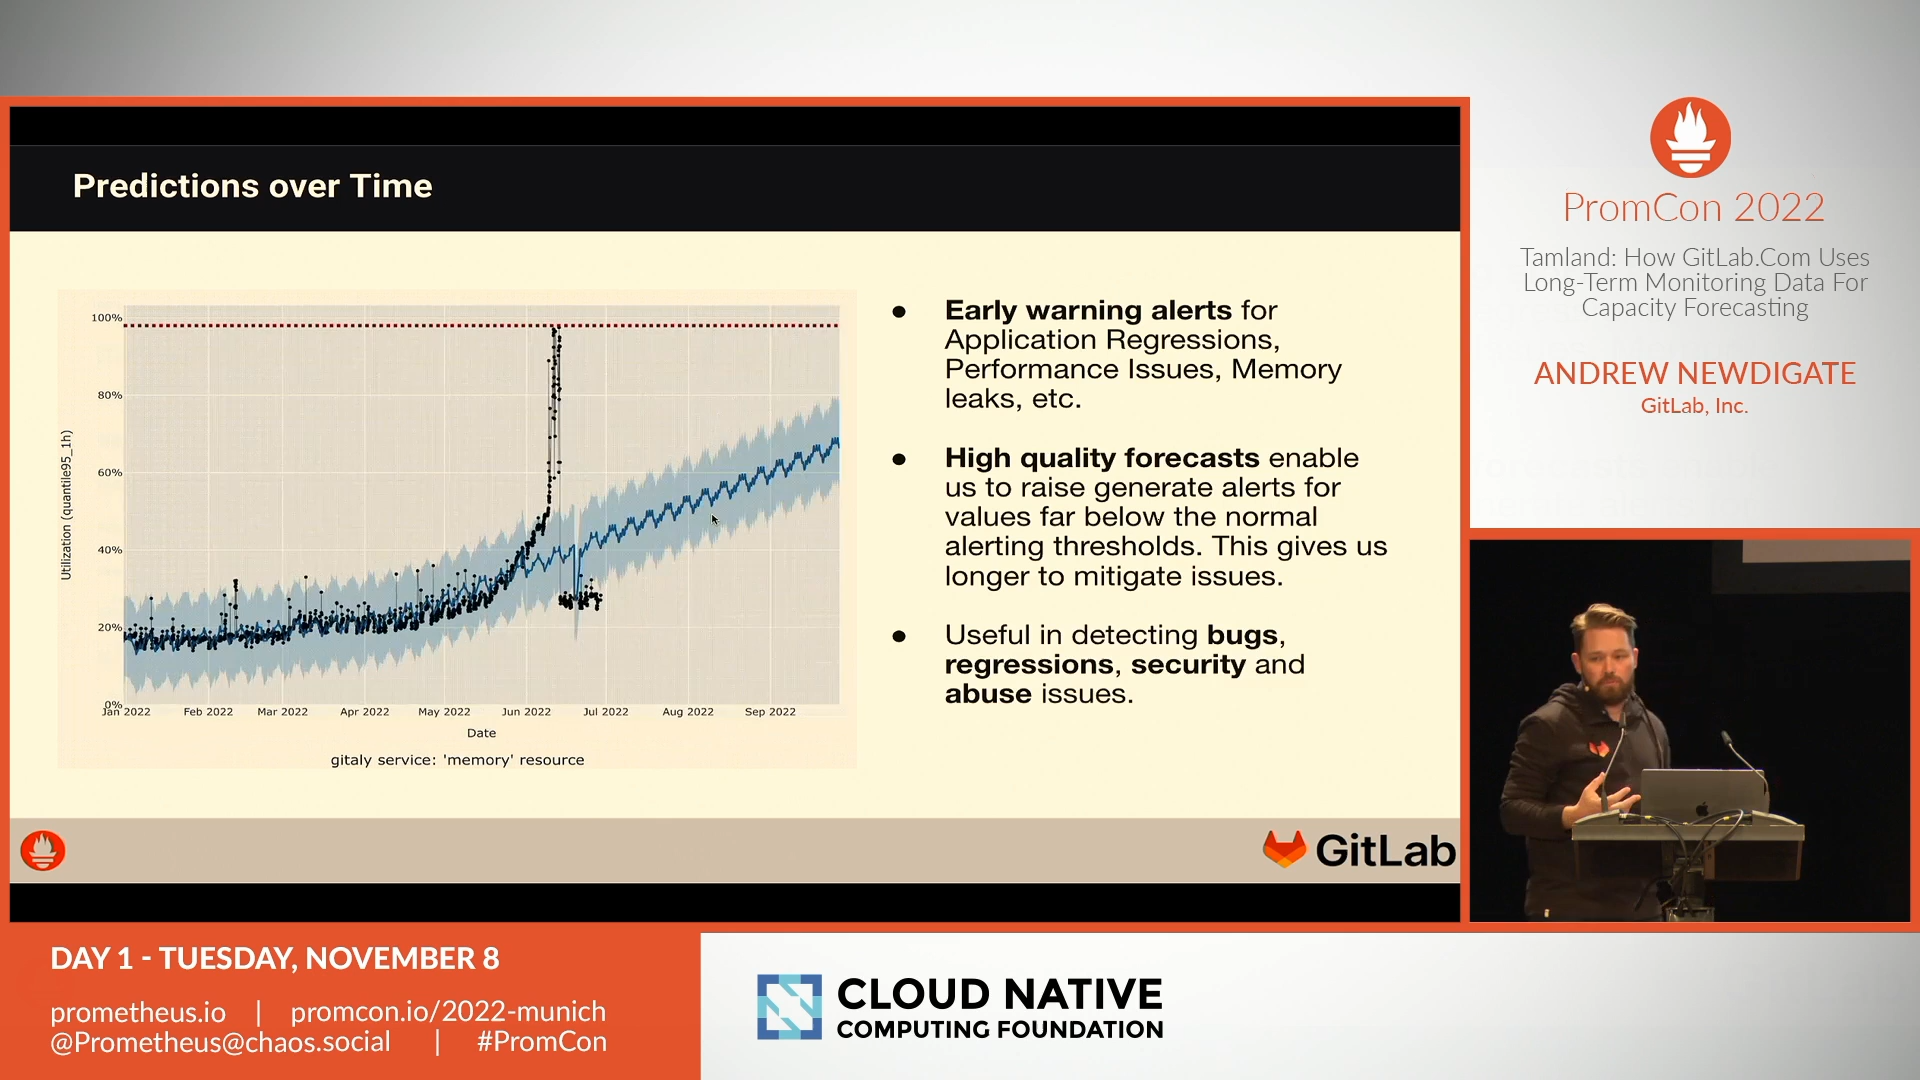 Predictions over Time
100%
80%
60%
40%
20%
0%
Utilization (quantile95_1h)
Jan 2022 Feb 2022 Mar 2022 Apr 2022 May 2022 Jun 2022 Jul 2022 Aug 2022 Sep 2022
Date
gitaly service: 'memory' resource
● Early warning alerts for
Application Regressions,
Performance Issues, Memory
leaks, etc.
● High quality forecasts enable
us to raise generate alerts for
values far below the normal
alerting thresholds. This gives us
longer to mitigate issues.
● Useful in detecting bugs,
regressions, security and
abuse issues.
GitLab
PromCon 2022
Tamland: How GitLab.Com Uses
Long-Term Monitoring Data For
Capacity Forecasting
ANDREW NEWDIGATE
GitLab, Inc.
DAY 1 - TUESDAY, NOVEMBER 8
prometheus.io | promcon.io/2022-munich
@Prometheus@chaos.social | #PromCon
CLOUD NATIVE
COMPUTING FOUNDATION